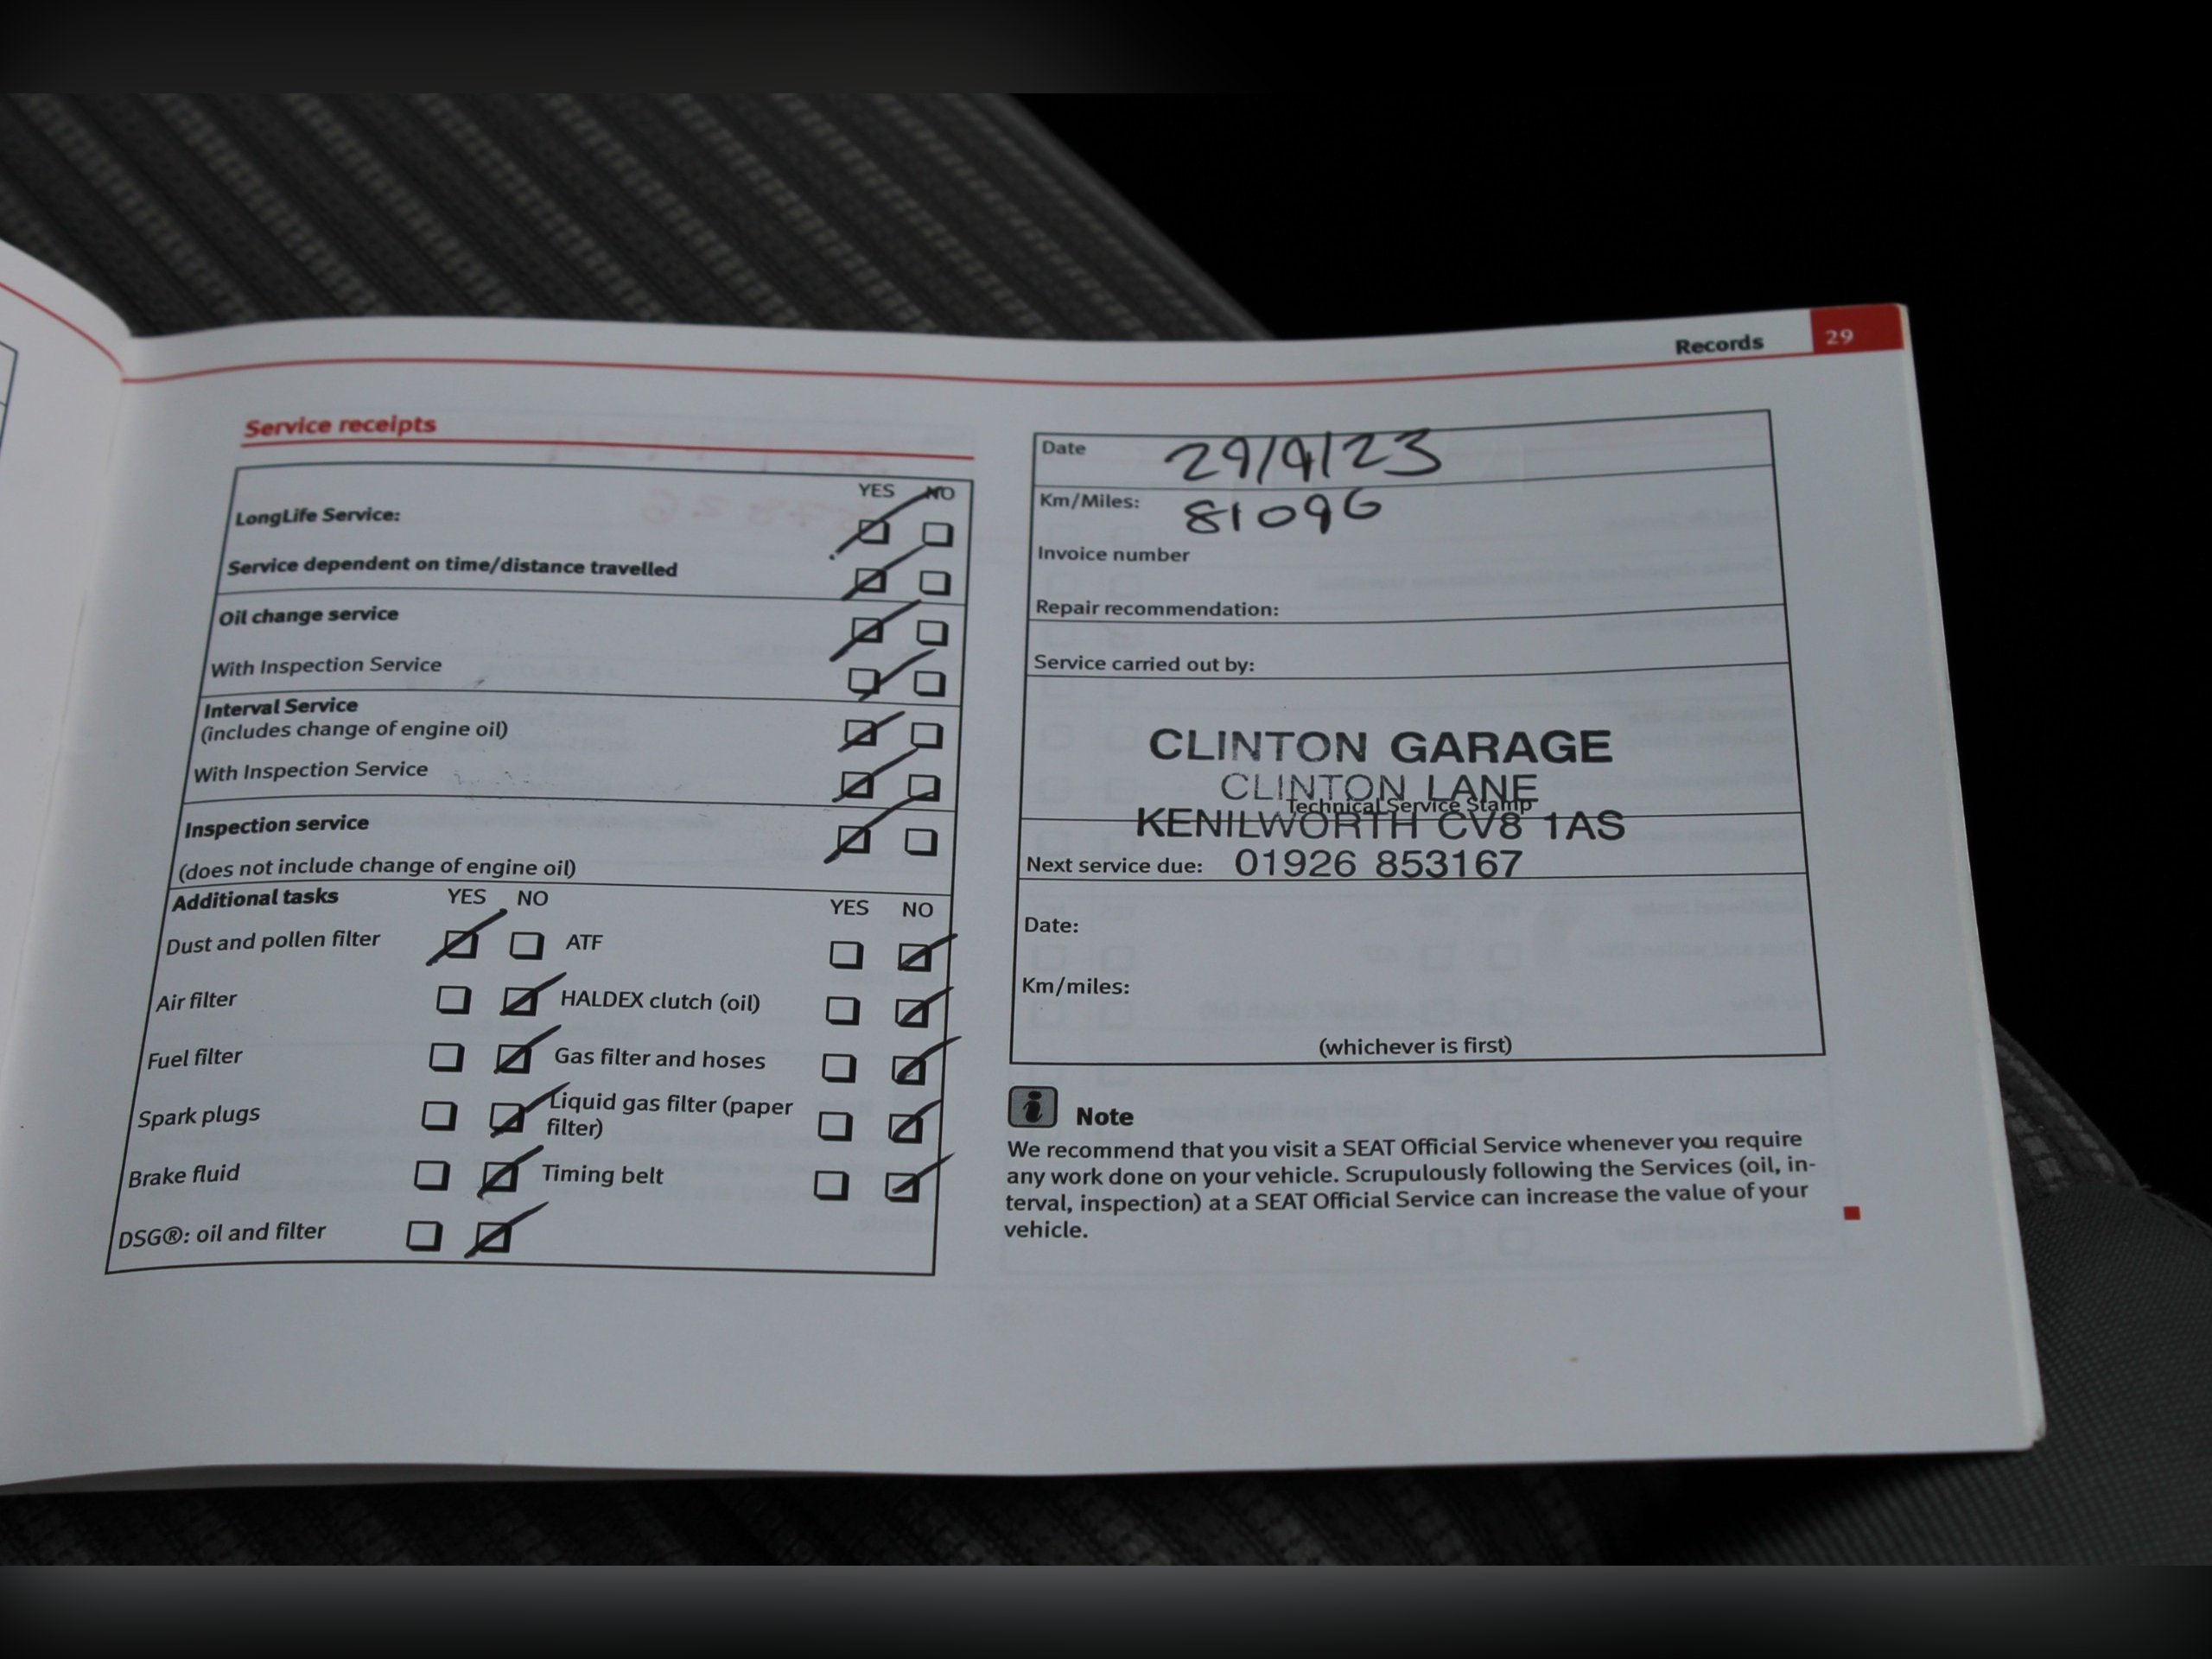 Records 29
Service receipts
YES NO
LongLife Service:
Service dependent on time/distance travelled
Oil change service
With Inspection Service
Interval Service
(includes change of engine oil)
With Inspection Service
Inspection service
(does not include change of engine oil)
Additional tasks YES NO YES NO
Dust and pollen filter ATF
Air filter HALDEX clutch (oil)
Fuel filter Gas filter and hoses
Spark plugs Liquid gas filter (paper
filter)
Brake fluid Timing belt
DSG®: oil and filter
Date 29/9/23
Km/Miles: 81096
Invoice number
Repair recommendation:
Service carried out by:
CLINTON GARAGE
CLINTON LANE
Technical Service Stamp
KENILWORTH CV8 1AS
Next service due: 01926 853167
Date:
Km/miles:
(whichever is first)
i Note
We recommend that you visit a SEAT Official Service whenever you require
any work done on your vehicle. Scrupulously following the Services (oil, in-
terval, inspection) at a SEAT Official Service can increase the value of your
vehicle.